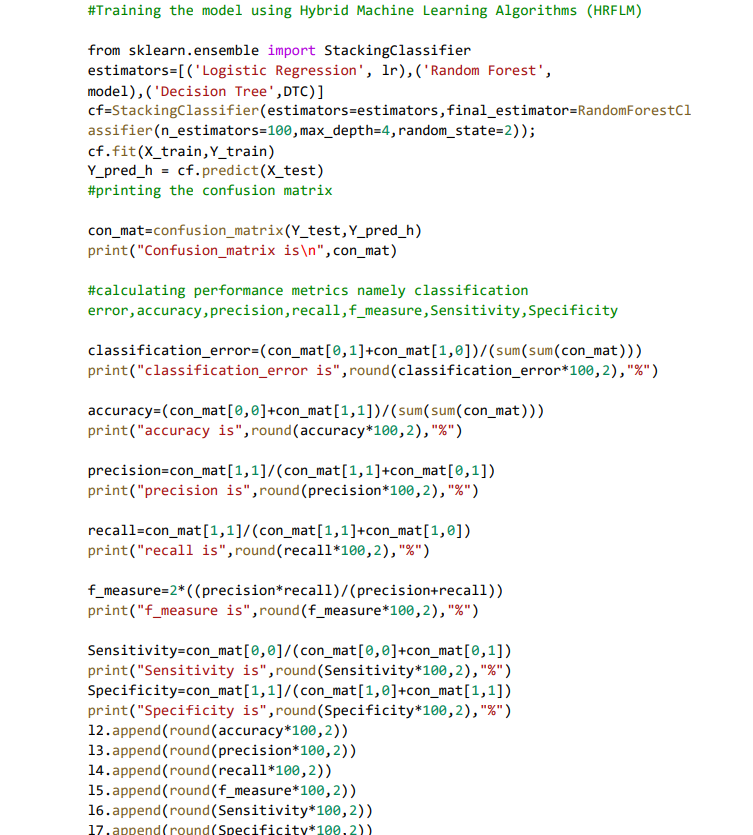 #Training the model using Hybrid Machine Learning Algorithms (HRFLM)
from sklearn.ensemble import StackingClassifier
estimators=[('Logistic Regression', lr),('Random Forest',
model),('Decision Tree',DTC)]
cf=StackingClassifier(estimators=estimators,final_estimator=RandomForestCl
assifier(n_estimators=100,max_depth=4,random_state=2));
cf.fit(X_train,Y_train)
Y_pred_h = cf.predict(X_test)
#printing the confusion matrix
con_mat=confusion_matrix(Y_test,Y_pred_h)
print("Confusion_matrix is\n",con_mat)
#calculating performance metrics namely classification
error,accuracy,precision,recall,f_measure,Sensitivity,Specificity
classification_error=(con_mat[0,1]+con_mat[1,0])/(sum(sum(con_mat)))
print("classification_error is",round(classification_error*100,2),"%")
accuracy=(con_mat[0,0]+con_mat[1,1])/(sum(sum(con_mat)))
print("accuracy is",round(accuracy*100,2),"%")
precision=con_mat[1,1]/(con_mat[1,1]+con_mat[0,1])
print("precision is",round(precision*100,2),"%")
recall=con_mat[1,1]/(con_mat[1,1]+con_mat[1,0])
print("recall is",round(recall*100,2),"%")
f_measure=2*((precision*recall)/(precision+recall))
print("f_measure is",round(f_measure*100,2),"%")
Sensitivity=con_mat[0,0]/(con_mat[0,0]+con_mat[0,1])
print("Sensitivity is",round(Sensitivity*100,2),"%")
Specificity=con_mat[1,1]/(con_mat[1,0]+con_mat[1,1])
print("Specificity is",round(Specificity*100,2),"%")
l2.append(round(accuracy*100,2))
l3.append(round(precision*100,2))
l4.append(round(recall*100,2))
l5.append(round(f_measure*100,2))
l6.append(round(Sensitivity*100,2))
l7.append(round(Specificity*100,2))